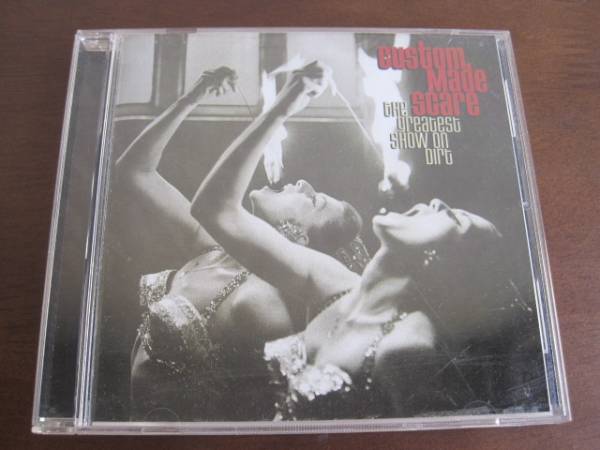 custom
made
scare
the
greatest
show on
dirt